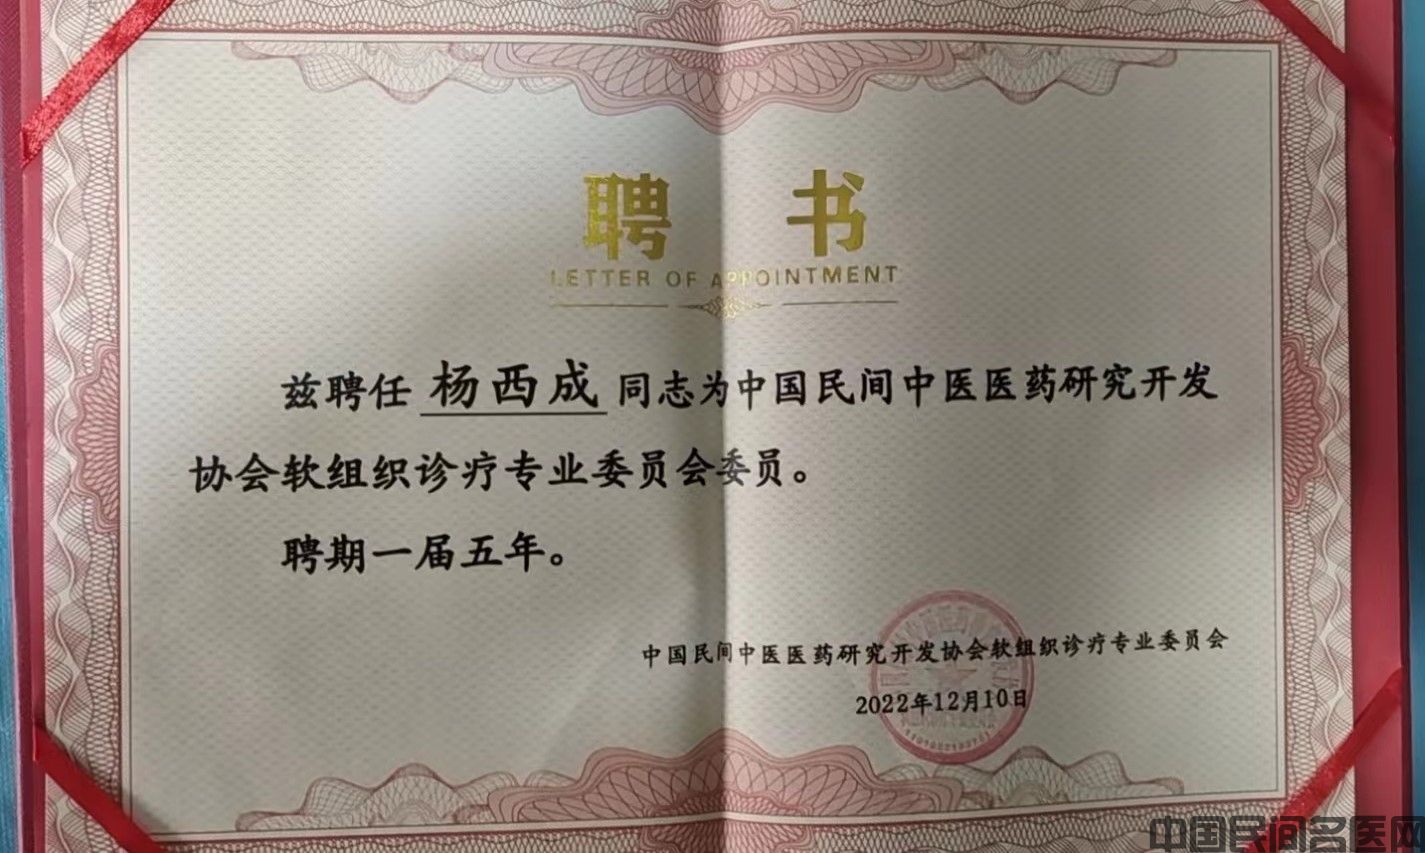 聘书
LETTER OF APPOINTMENT
兹聘任 杨西成 同志为中国民间中医医药研究开发
协会软组织诊疗专业委员会委员。
聘期一届五年。
中国民间中医医药研究开发协会软组织诊疗专业委员会
2022年12月10日
中国民间名医网